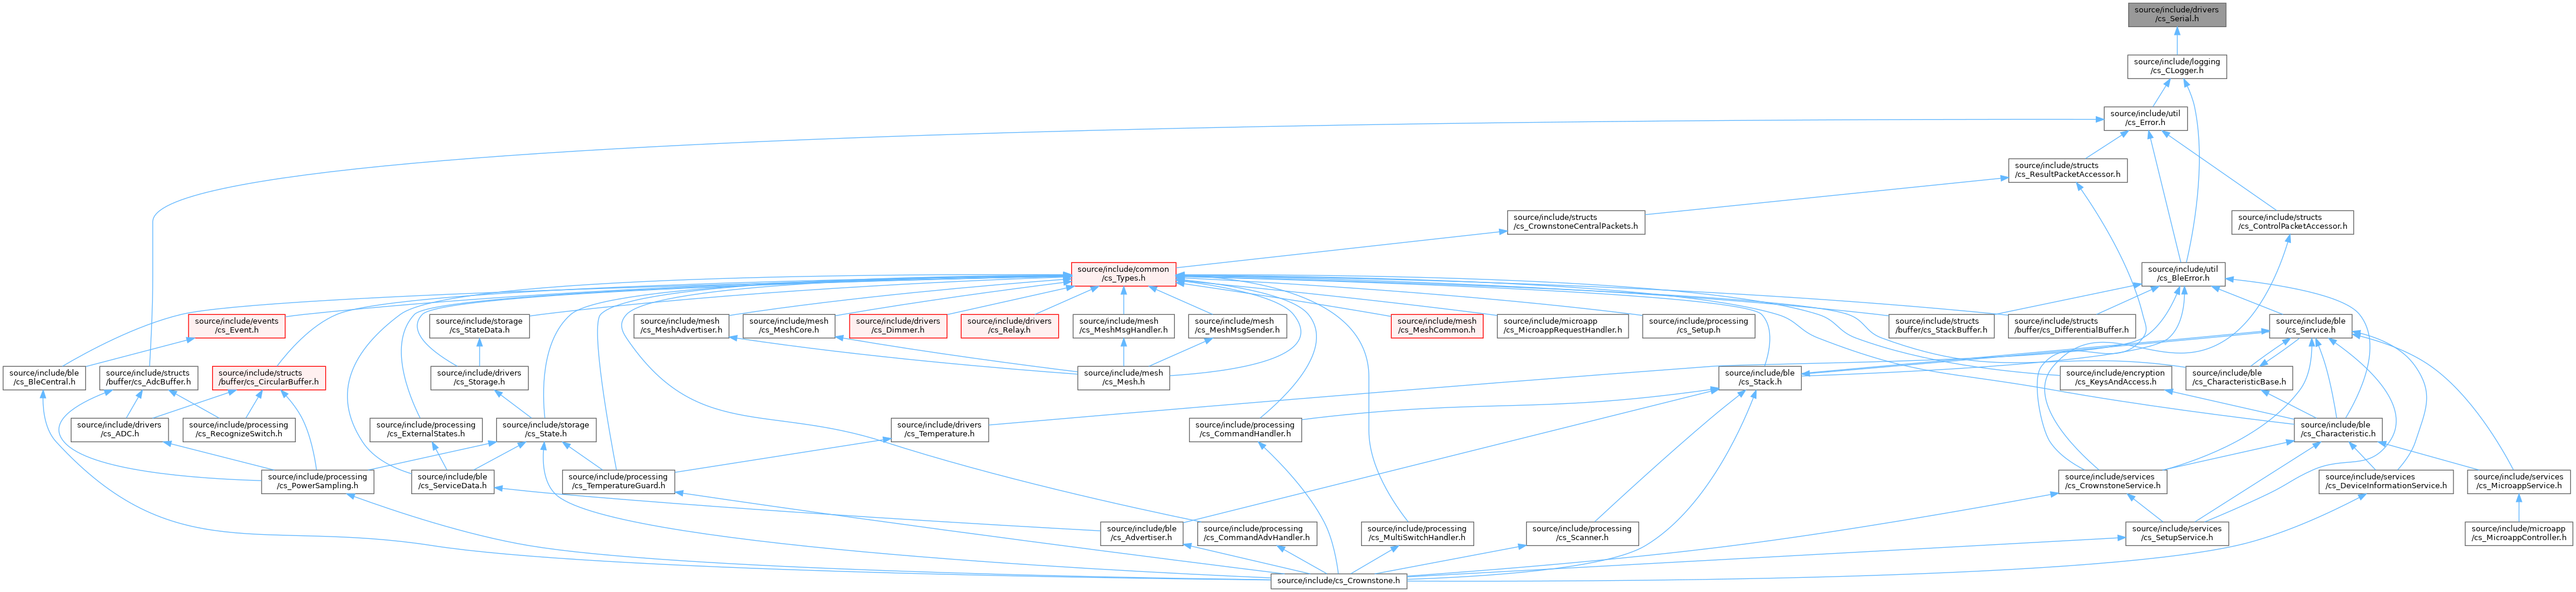 source/include/drivers
/cs_Serial.h
source/include/logging
/cs_CLogger.h
source/include/util
/cs_Error.h
source/include/structs
/cs_ResultPacketAccessor.h
source/include/structs
/cs_CrownstoneCentralPackets.h
source/include/structs
/cs_ControlPacketAccessor.h
source/include/common
/cs_Types.h
source/include/util
/cs_BleError.h
source/include/events
/cs_Event.h
source/include/storage
/cs_StateData.h
source/include/mesh
/cs_MeshAdvertiser.h
source/include/mesh
/cs_MeshCore.h
source/include/drivers
/cs_Dimmer.h
source/include/drivers
/cs_Relay.h
source/include/mesh
/cs_MeshMsgHandler.h
source/include/mesh
/cs_MeshMsgSender.h
source/include/mesh
/cs_MeshCommon.h
source/include/microapp
/cs_MicroappRequestHandler.h
source/include/processing
/cs_Setup.h
source/include/structs
/buffer/cs_StackBuffer.h
source/include/structs
/buffer/cs_DifferentialBuffer.h
source/include/ble
/cs_Service.h
source/include/ble
/cs_BleCentral.h
source/include/structs
/buffer/cs_AdcBuffer.h
source/include/structs
/buffer/cs_CircularBuffer.h
source/include/drivers
/cs_Storage.h
source/include/mesh
/cs_Mesh.h
source/include/ble
/cs_Stack.h
source/include/encryption
/cs_KeysAndAccess.h
source/include/ble
/cs_CharacteristicBase.h
source/include/drivers
/cs_ADC.h
source/include/processing
/cs_RecognizeSwitch.h
source/include/processing
/cs_ExternalStates.h
source/include/storage
/cs_State.h
source/include/drivers
/cs_Temperature.h
source/include/processing
/cs_CommandHandler.h
source/include/ble
/cs_Characteristic.h
source/include/processing
/cs_PowerSampling.h
source/include/ble
/cs_ServiceData.h
source/include/processing
/cs_TemperatureGuard.h
source/include/services
/cs_CrownstoneService.h
source/include/services
/cs_DeviceInformationService.h
source/include/services
/cs_MicroappService.h
source/include/ble
/cs_Advertiser.h
source/include/processing
/cs_CommandAdvHandler.h
source/include/processing
/cs_MultiSwitchHandler.h
source/include/processing
/cs_Scanner.h
source/include/services
/cs_SetupService.h
source/include/microapp
/cs_MicroappController.h
source/include/cs_Crownstone.h